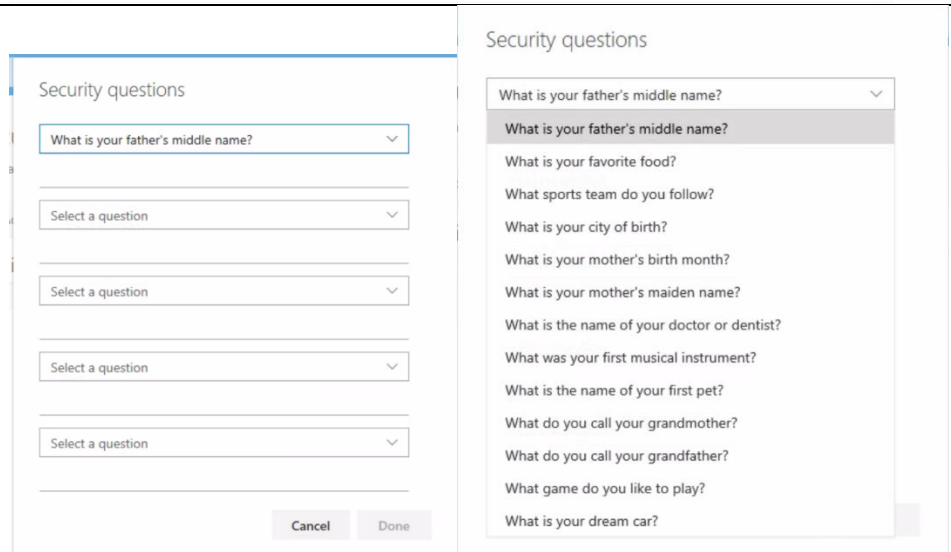 Security questions
What is your father's middle name?
Select a question
Select a question
Select a question
Select a question
Cancel
Done
Security questions
What is your father's middle name?
What is your father's middle name?
What is your favorite food?
What sports team do you follow?
What is your city of birth?
What is your mother's birth month?
What is your mother's maiden name?
What is the name of your doctor or dentist?
What was your first musical instrument?
What is the name of your first pet?
What do you call your grandmother?
What do you call your grandfather?
What game do you like to play?
What is your dream car?